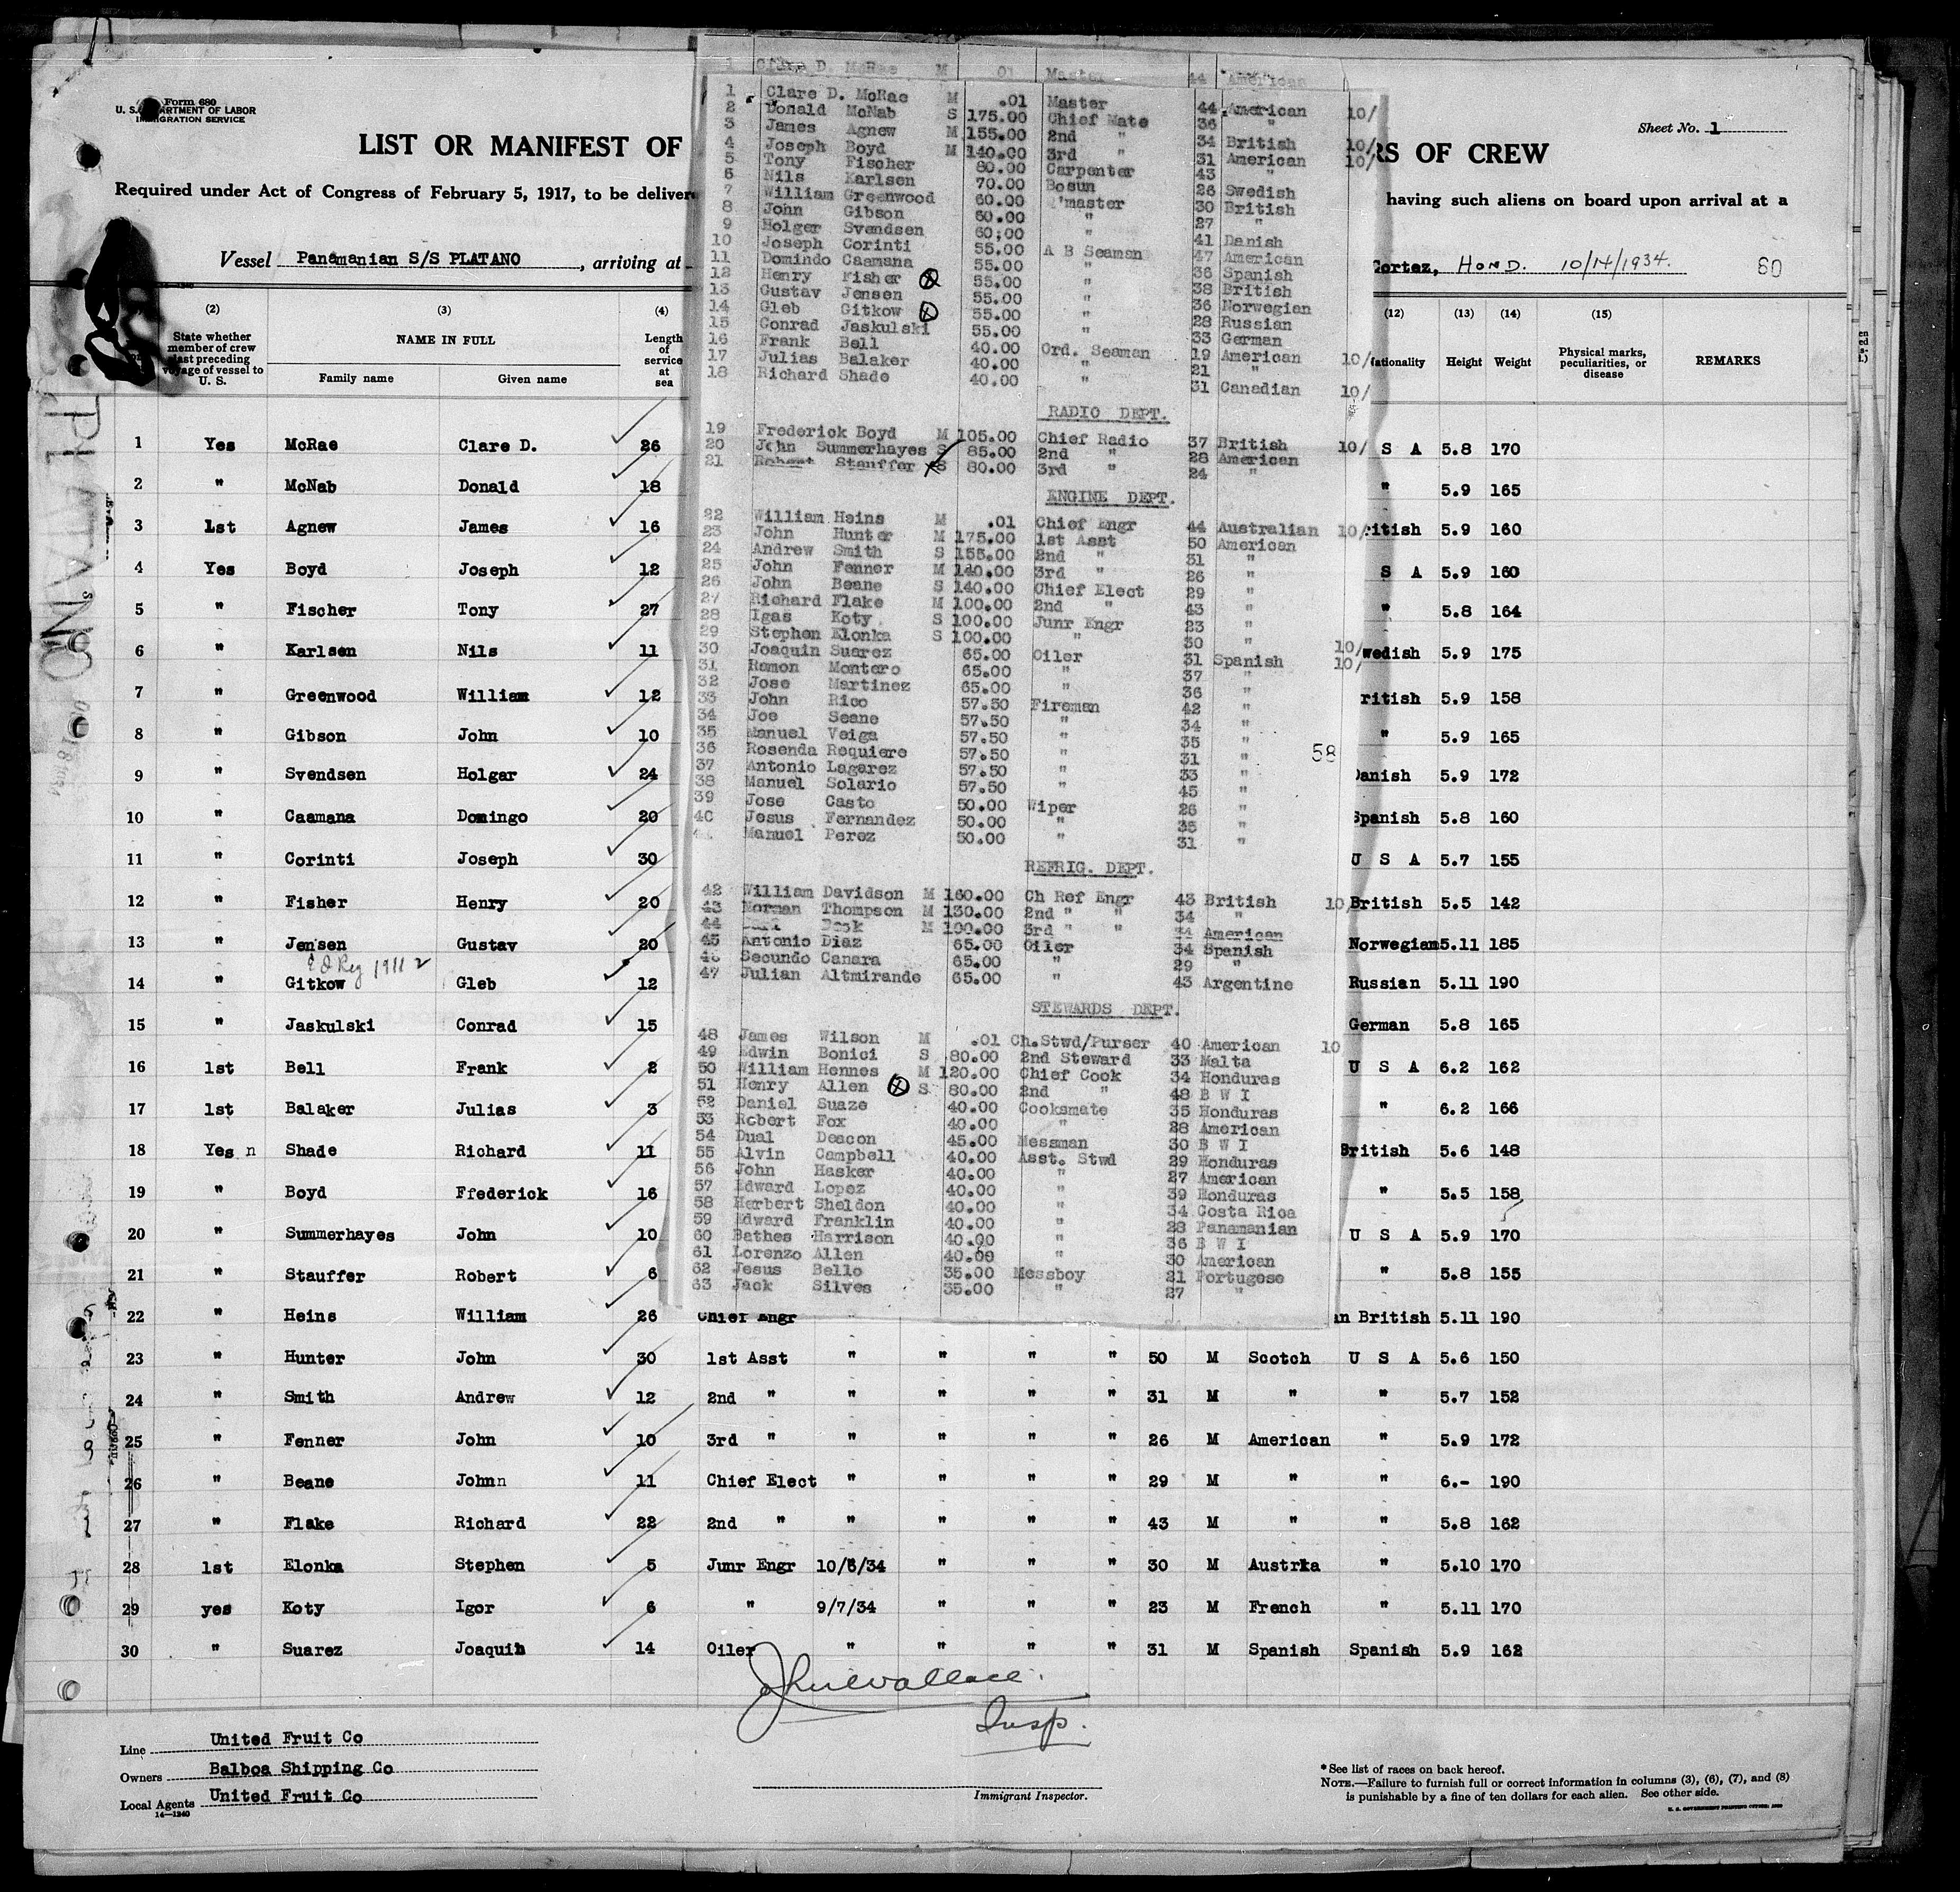 Form 680
U. S. DEPARTMENT OF LABOR
IMMIGRATION SERVICE
Sheet No. 1
LIST OR MANIFEST OF
RS OF CREW
Required under Act of Congress of February 5, 1917, to be delivere
having such aliens on board upon arrival at a
Vessel Panamanian S/S PLATANO, arriving at
Cortez, HOND. 10/14/1934. 60
(2) (3) (4) (12) (13) (14) (15)
State whether member of crew last preceding voyage of vessel to U. S.
NAME IN FULL
Family name Given name
Length of service at sea
Nationality Height Weight
Physical marks, peculiarities, or disease
REMARKS
PLATANO
1 Clare D. McRae M .01 Master 44 American
1 Clare D. McRae M .01 Master 44 American 10/
2 Donald McNab S 175.00 Chief Mate 36 "
3 James Agnew M 155.00 2nd " 34 British 10/
4 Joseph Boyd M 140.00 3rd " 31 American 10/
5 Tony Fischer 80.00 Carpenter 43 "
6 Nils Karlsen 70.00 Bosun 26 Swedish
7 William Greenwood 60.00 Q'master 30 British
8 John Gibson 60.00 " 27 "
9 Holger Svendsen 60;00 " 41 Danish
10 Joseph Corinti 55.00 A B Seaman 47 American
11 Domindo Caamana 55.00 " 36 Spanish
12 Henry Fisher 55.00 " 38 British
13 Gustav Jensen 55.00 " 36 Norwegian
14 Gleb Gitkow 55.00 " 28 Russian
15 Conrad Jaskulski 55.00 " 33 German
16 Frank Bell 40.00 Ord. Seaman 19 American 10/
17 Julias Balaker 40.00 " 21 "
18 Richard Shade 40.00 " 31 Canadian 10/
RADIO DEPT.
19 Frederick Boyd M 105.00 Chief Radio 37 British 10/
20 John Summerhayes S 85.00 2nd " 28 American
21 Robert Stauffer S 80.00 3rd " 24 "
ENGINE DEPT.
22 William Heins M .01 Chief Engr 44 Australian 10/
23 John Hunter M 175.00 1st Asst 50 American
24 Andrew Smith S 155.00 2nd " 31 "
25 John Fenner M 140.00 3rd " 26 "
26 John Beane S 140.00 Chief Elect 29 "
27 Richard Flake M 100.00 2nd " 43 "
28 Igas Koty S 100.00 Junr Engr 23 "
29 Stephen Elonka S 100.00 " 30 " 10/
30 Joaquin Suarez 65.00 Oiler 31 Spanish 10/
31 Ramon Montero 65.00 " 37 "
32 Jose Martinez 65.00 " 36 "
33 John Rico 57.50 Fireman 42 "
34 Joe Seane 57.50 " 34 "
35 Manuel Veiga 57.50 " 35 "
36 Rosenda Requiere 57.50 " 31 " 58
37 Antonio Lagarez 57.50 " 33 "
38 Manuel Solario 57.50 " 45 "
39 Jose Casto 50.00 Wiper 26 "
40 Jesus Fernandez 50.00 " 35 "
Manuel Perez 50.00 " 31 "
REFRIG. DEPT.
42 William Davidson M 160.00 Ch Ref Engr 43 British 10
43 Norman Thompson M 130.00 2nd " " 34 "
44 M 100.00 3rd " " American
45 Antonio Diaz 65.00 Oiler 34 Spanish
46 Secundo Canara 65.00 " 29 "
47 Julian Altmirande 65.00 " 43 Argentine
STEWARDS DEPT.
48 James Wilson M .01 Ch.Stwd/Purser 40 American 10
49 Edwin Bonici S 80.00 2nd Steward 33 Malta
50 William Hennes M 120.00 Chief Cook 34 Honduras
51 Henry Allen S 80.00 2nd " 48 B W I
52 Daniel Suaze 40.00 Cooksmate 35 Honduras
53 Robert Fox 40.00 " 28 American
54 Dual Deacon 45.00 Messman 30 B W I
55 Alvin Campbell 40.00 Asst. Stwd 29 Honduras
56 John Hasker 40.00 " 27 American
57 Edward Lopez 40.00 " 39 Honduras
58 Herbert Sheldon 40.00 " 34 Costa Rica
59 Edward Franklin 40.00 " 28 Panamanian
60 Bathes Harrison 40.00 " 36 B W I
61 Lorenzo Allen 40.00 " 30 American
62 Jesus Bello 35.00 Messboy 21 Portugese
63 Jack Silves 35.00 " 27 "
1 Yes McRae Clare D. 26 S A 5.8 170
2 " McNab Donald 18 " 5.9 165
3 1st Agnew James 16 ritish 5.9 160
4 Yes Boyd Joseph 12 S A 5.9 160
5 " Fischer Tony 27 " 5.8 164
6 " Karlsen Nils 11 wedish 5.9 175
7 " Greenwood William 12 ritish 5.9 158
8 " Gibson John 10 " 5.9 165
9 " Svendsen Holgar 24 Danish 5.9 172
10 " Caamana Domingo 20 Spanish 5.8 160
11 " Corinti Joseph 30 U S A 5.7 155
12 " Fisher Henry 20 British 5.5 142
13 " Jensen Gustav 20 Norwegian 5.11 185
14 " Gitkow Gleb 12 Russian 5.11 190
15 " Jaskulski Conrad 15 German 5.8 165
16 1st Bell Frank 2 U S A 6.2 162
17 1st Balaker Julias 3 " 6.2 166
18 Yes n Shade Richard 11 British 5.6 148
19 " Boyd Ffederick 16 " 5.5 158
20 " Summerhayes John 10 U S A 5.9 170
21 " Stauffer Robert 6 " 5.8 155
22 " Heins William 26 Chief Engr n British 5.11 190
23 " Hunter John 30 1st Asst " " " " 50 M Scotch U S A 5.6 150
24 " Smith Andrew 12 2nd " " " " " 31 M " " 5.7 152
25 " Fenner John 10 3rd " " " " " 26 M American " 5.9 172
26 " Beane Johnn 11 Chief Elect " " " " 29 M " " 6.- 190
27 " Flake Richard 22 2nd " " " " " 43 M " " 5.8 162
28 1st Elonka Stephen 5 Junr Engr 10/6/34 " " " 30 M Austrka " 5.10 170
29 yes Koty Igor 6 " 9/7/34 " " " 23 M French " 5.11 170
30 " Suarez Joaquin 14 Oiler " " " " 31 M Spanish Spanish 5.9 162
Wallace
Insp.
Line United Fruit Co
Owners Balboa Shipping Co
Local Agents United Fruit Co
14—1240
Immigrant Inspector.
*See list of races on back hereof.
NOTE.—Failure to furnish full or correct information in columns (3), (6), (7), and (8)
is punishable by a fine of ten dollars for each alien. See other side.